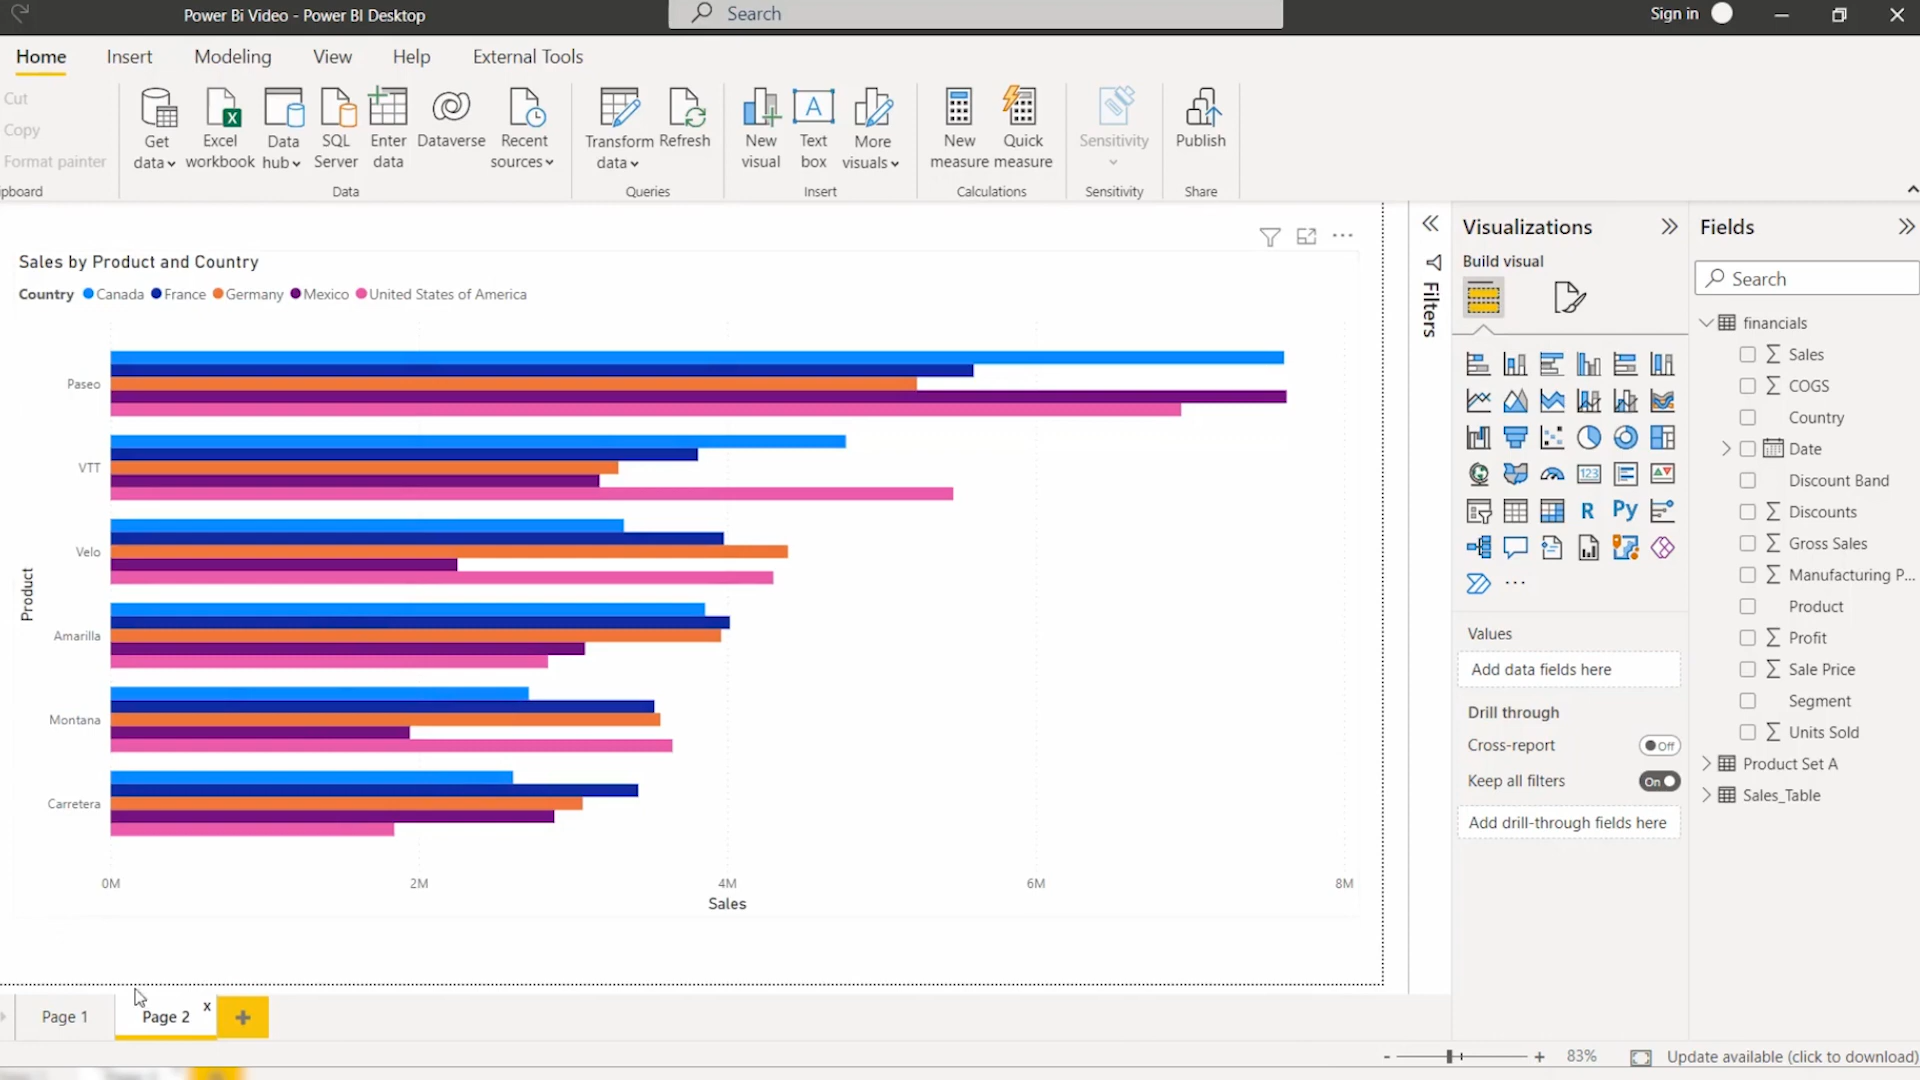 Power Bi Video - Power BI Desktop
Search
Sign in
Home Insert Modeling View Help External Tools
Cut
Copy
Format painter
Get data
Excel workbook
Data hub
SQL Server
Enter data
Dataverse
Recent sources
Transform data
Refresh
New visual
Text box
More visuals
New measure
Quick measure
Sensitivity
Publish
pboard
Data
Queries
Insert
Calculations
Sensitivity
Share
Sales by Product and Country
Country Canada France Germany Mexico United States of America
Product
Paseo
VTT
Velo
Amarilla
Montana
Carretera
0M 2M 4M 6M 8M
Sales
Filters
Visualizations
Build visual
123
R
Py
Values
Add data fields here
Drill through
Cross-report
Off
Keep all filters
On
Add drill-through fields here
Fields
Search
financials
Sales
COGS
Country
Date
Discount Band
Discounts
Gross Sales
Manufacturing P...
Product
Profit
Sale Price
Segment
Units Sold
Product Set A
Sales_Table
Page 1
Page 2 x
+
- + 83%
Update available (click to download)